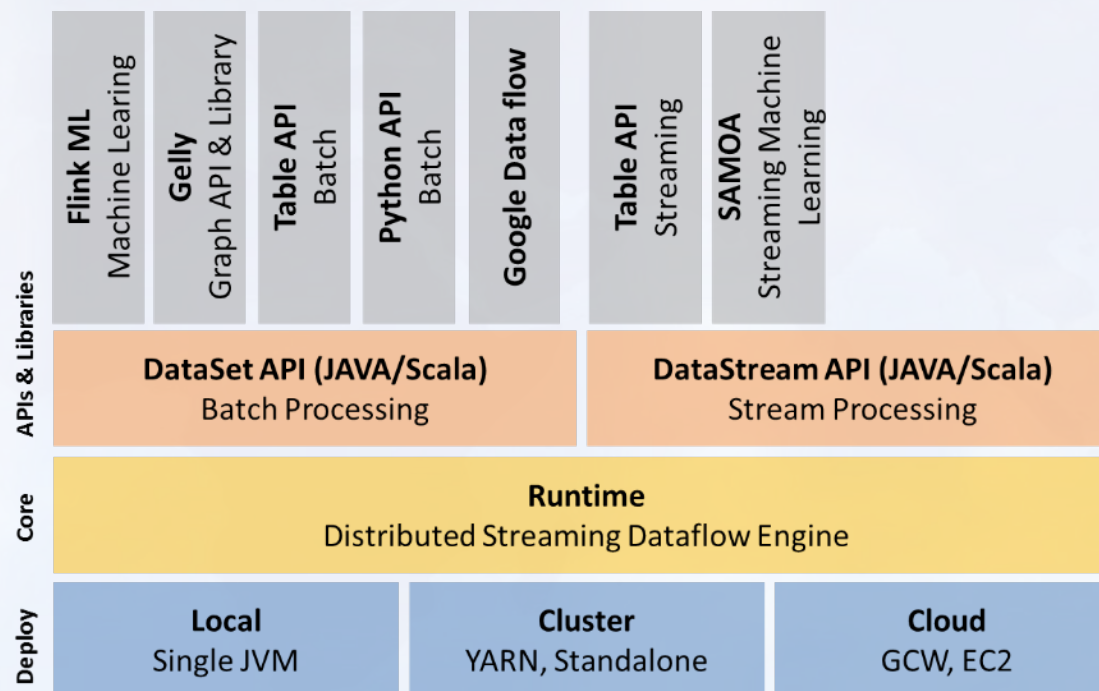 Flink ML
Machine Learing
Gelly
Graph API & Library
Table API
Batch
Python API
Batch
Google Data flow
Table API
Streaming
SAMOA
Streaming Machine
Learning
APIs & Libraries
DataSet API (JAVA/Scala)
Batch Processing
DataStream API (JAVA/Scala)
Stream Processing
Core
Runtime
Distributed Streaming Dataflow Engine
Deploy
Local
Single JVM
Cluster
YARN, Standalone
Cloud
GCW, EC2